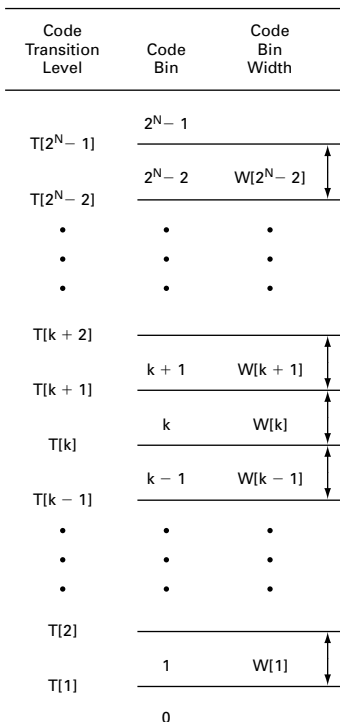 Code Transition Level Code Bin Code Bin Width
2^N − 1
T[2^N − 1]
2^N − 2 W[2^N − 2]
T[2^N − 2]
• • •
• • •
• • •
T[k + 2]
k + 1 W[k + 1]
T[k + 1]
k W[k]
T[k]
k − 1 W[k − 1]
T[k − 1]
• • •
• • •
• • •
T[2]
1 W[1]
T[1]
0